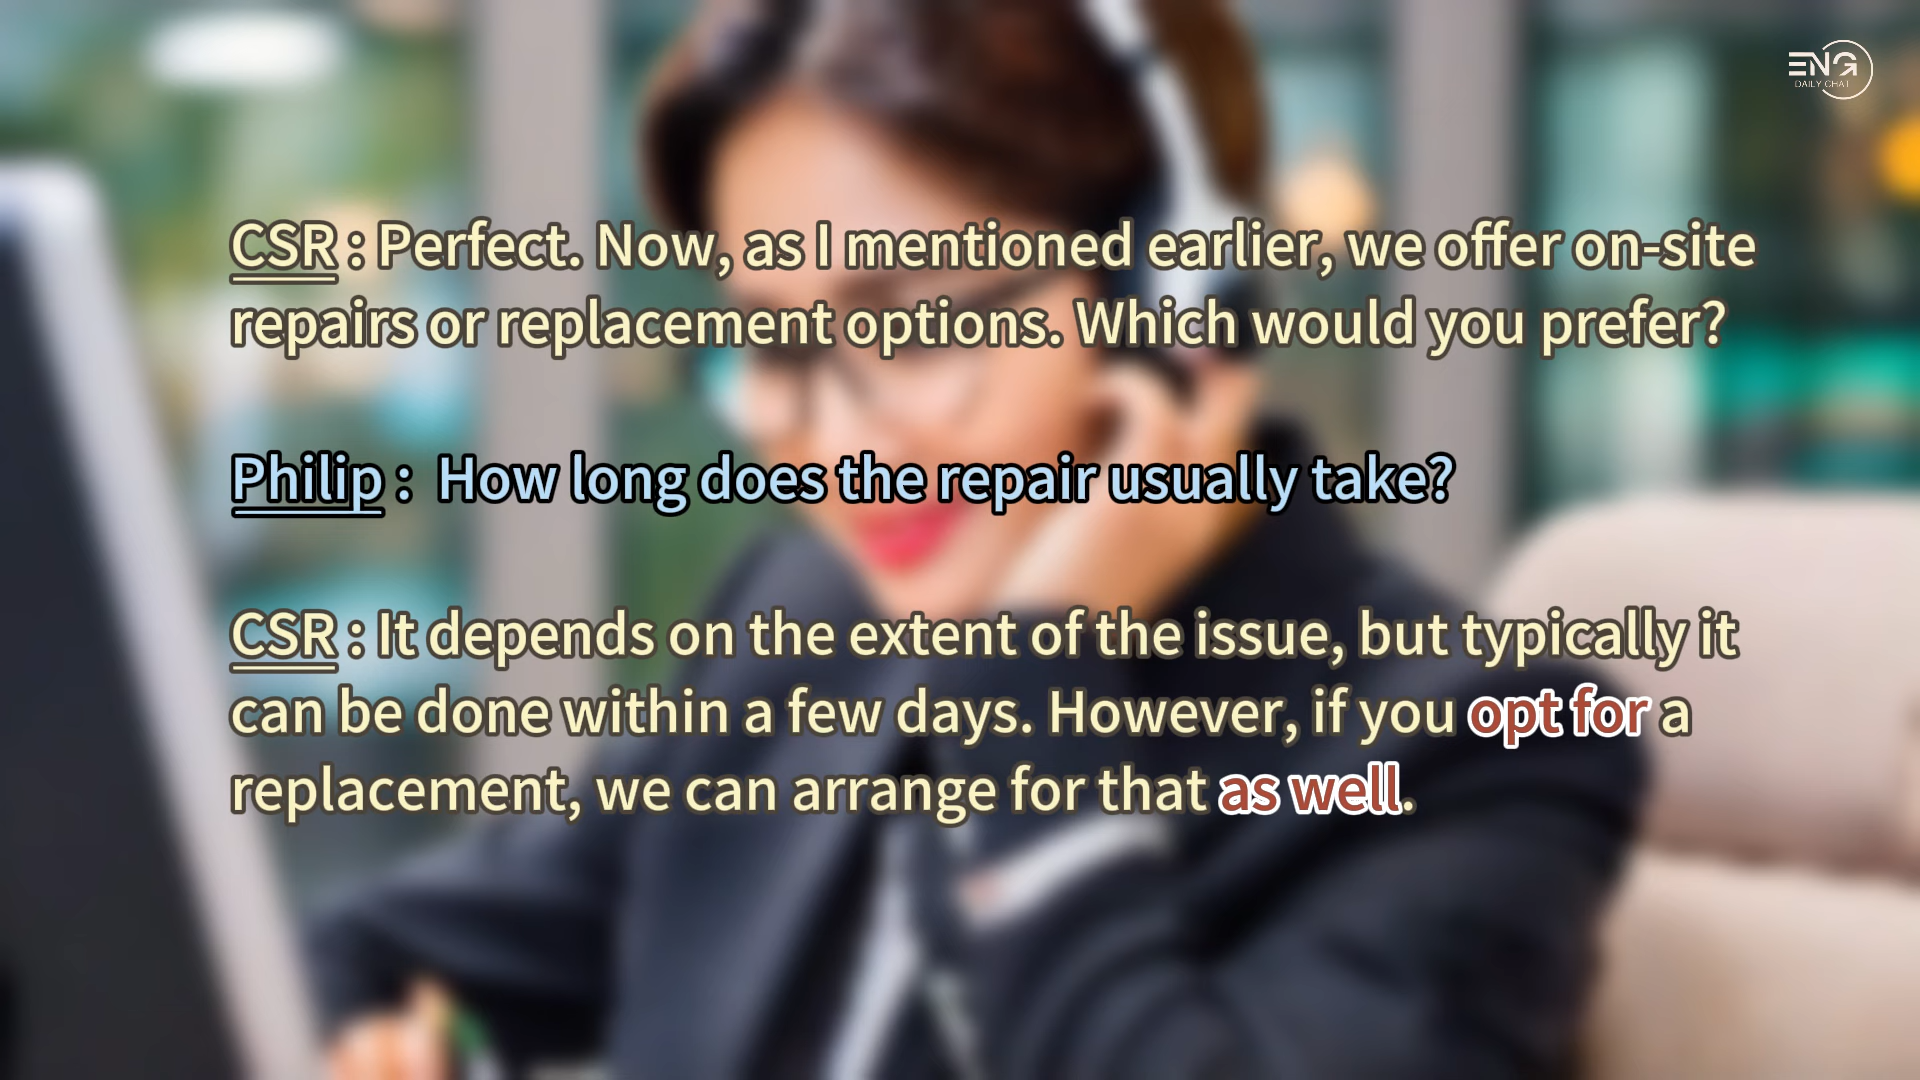 ENG
DAILY CHAT
CSR : Perfect. Now, as I mentioned earlier, we offer on-site
repairs or replacement options. Which would you prefer?
Philip : How long does the repair usually take?
CSR : It depends on the extent of the issue, but typically it
can be done within a few days. However, if you opt for a
replacement, we can arrange for that as well.